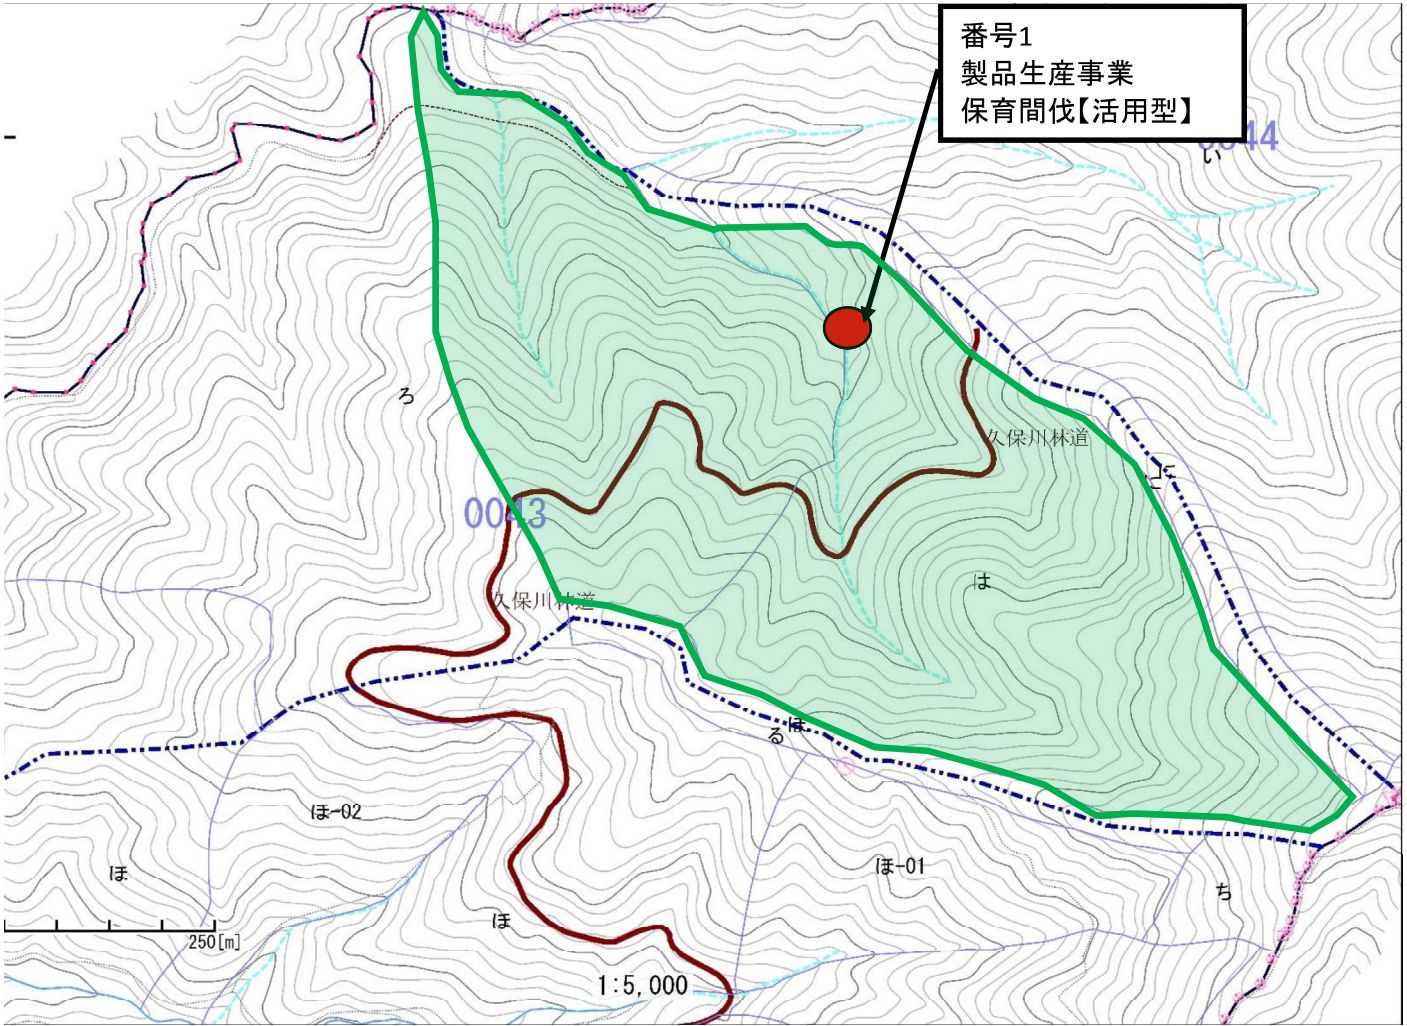 番号1
製品生産事業
保育間伐【活用型】
い
ろ
久保川林道
0043
は
久保川林道
る
ほ
ほ-02
ほ-01
ほ
ち
ほ
250[m]
1:5,000